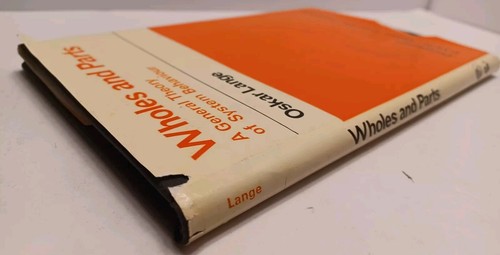 Wholes and Parts
A General Theory
of System Behaviour
Oskar Lange
Lange
Wholes and Parts